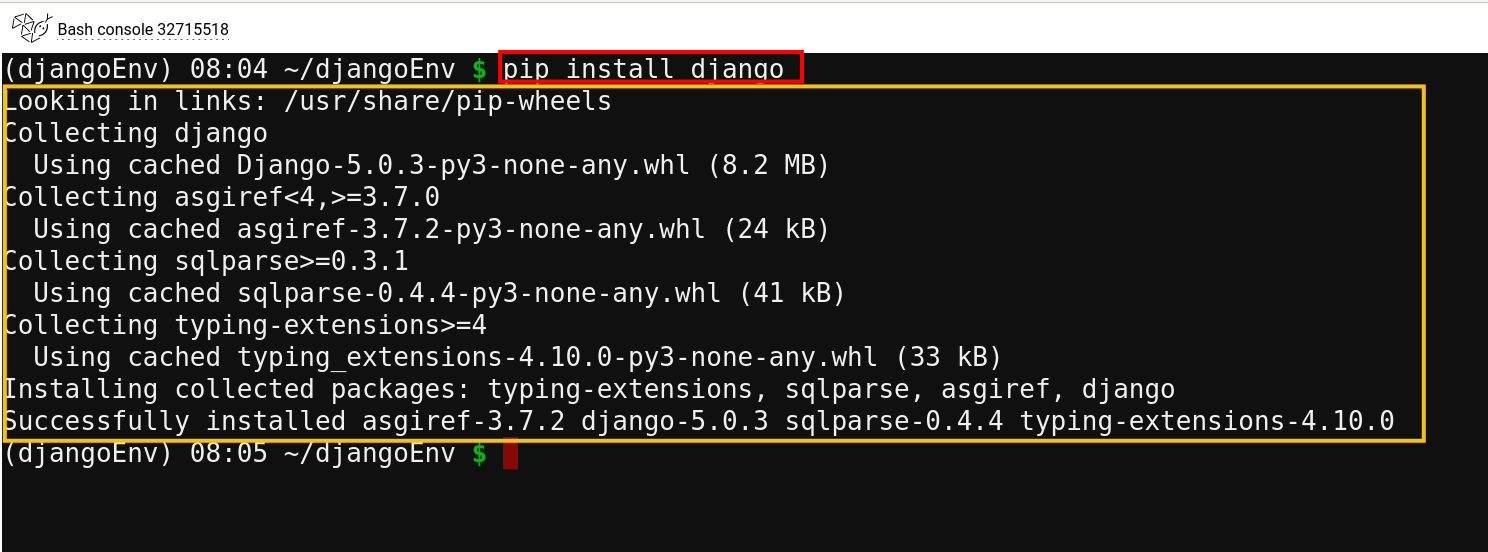 Bash console 32715518
(djangoEnv) 08:04 ~/djangoEnv $ pip install django
Looking in links: /usr/share/pip-wheels
Collecting django
  Using cached Django-5.0.3-py3-none-any.whl (8.2 MB)
Collecting asgiref<4,>=3.7.0
  Using cached asgiref-3.7.2-py3-none-any.whl (24 kB)
Collecting sqlparse>=0.3.1
  Using cached sqlparse-0.4.4-py3-none-any.whl (41 kB)
Collecting typing-extensions>=4
  Using cached typing_extensions-4.10.0-py3-none-any.whl (33 kB)
Installing collected packages: typing-extensions, sqlparse, asgiref, django
Successfully installed asgiref-3.7.2 django-5.0.3 sqlparse-0.4.4 typing-extensions-4.10.0
(djangoEnv) 08:05 ~/djangoEnv $